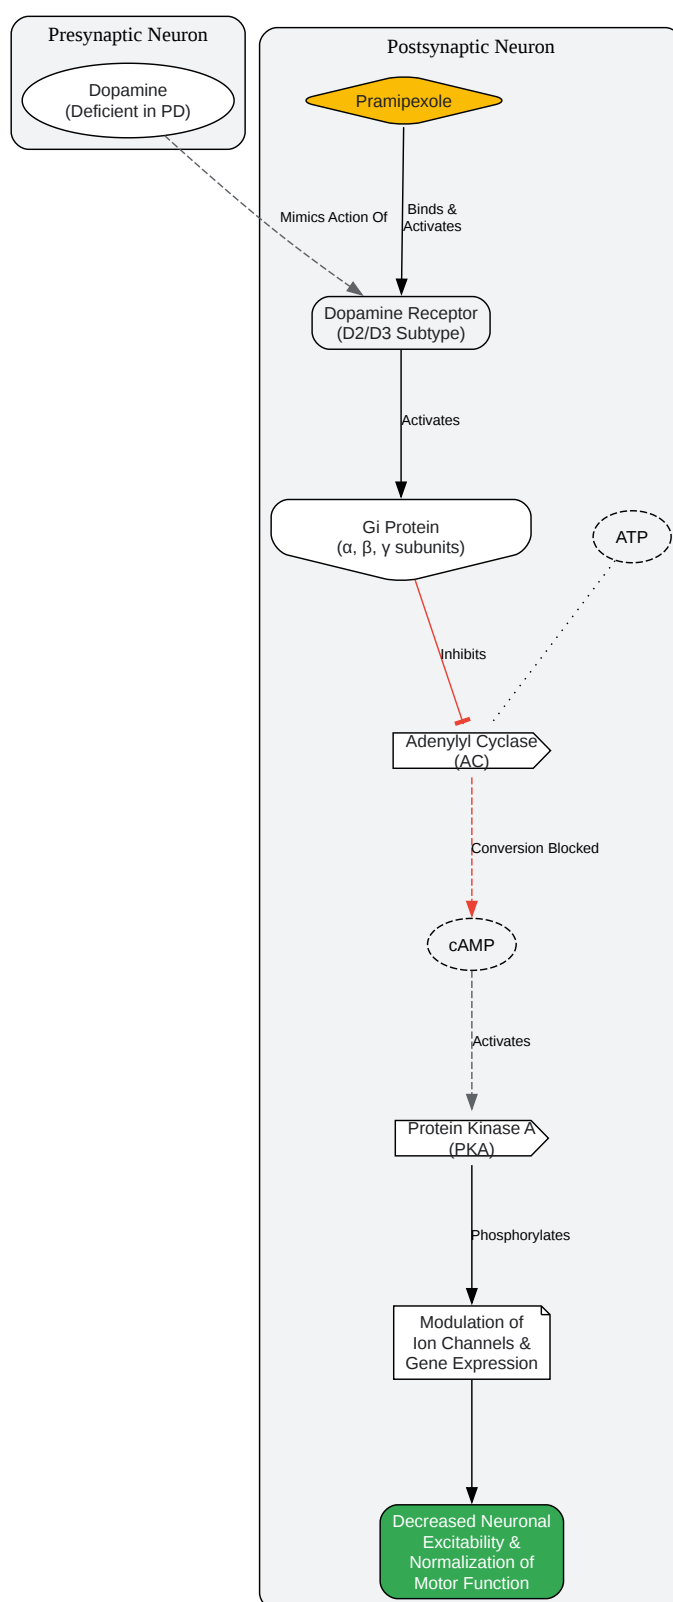 Presynaptic Neuron
Dopamine
(Deficient in PD)
Postsynaptic Neuron
Pramipexole
Mimics Action Of
Binds &
Activates
Dopamine Receptor
(D2/D3 Subtype)
Activates
Gi Protein
(α, β, γ subunits)
ATP
Inhibits
Adenylyl Cyclase
(AC)
Conversion Blocked
cAMP
Activates
Protein Kinase A
(PKA)
Phosphorylates
Modulation of
Ion Channels &
Gene Expression
Decreased Neuronal
Excitability &
Normalization of
Motor Function